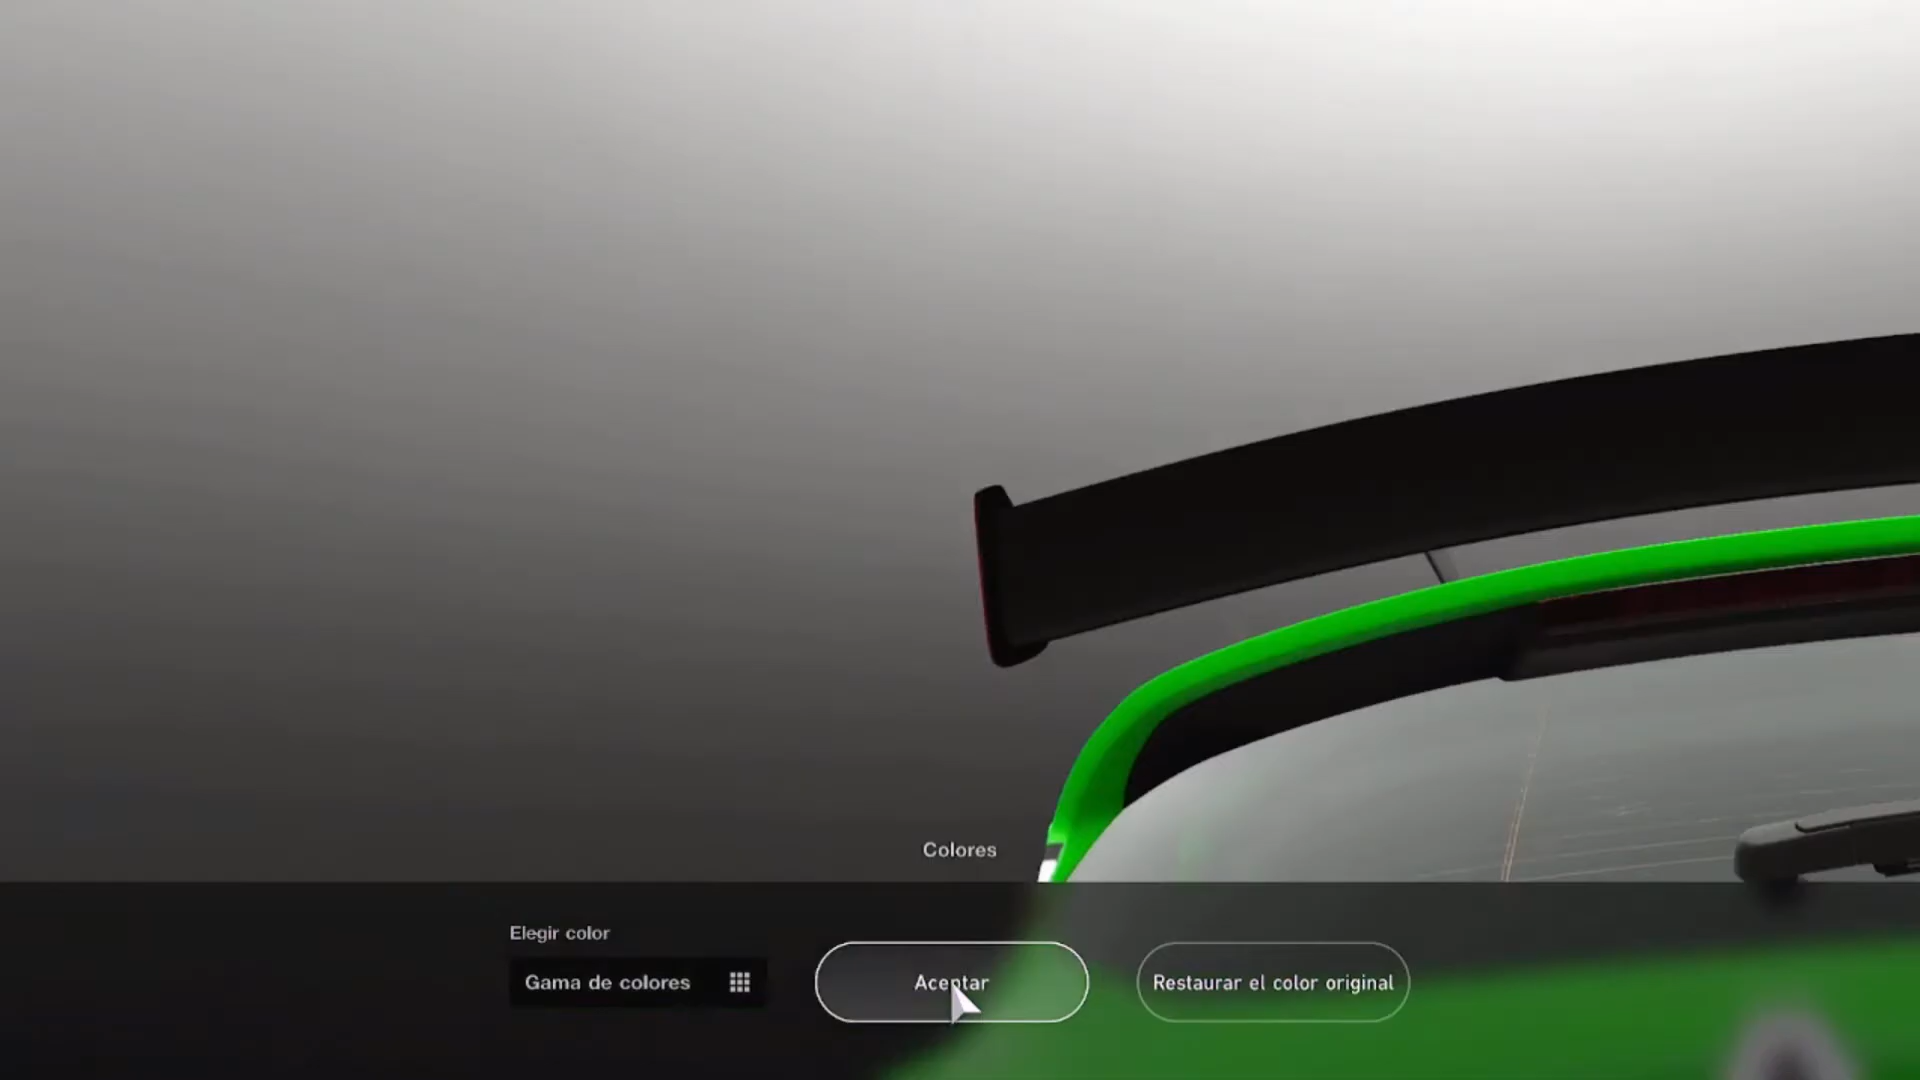 Colores
Elegir color
Gama de colores
Aceptar
Restaurar el color original